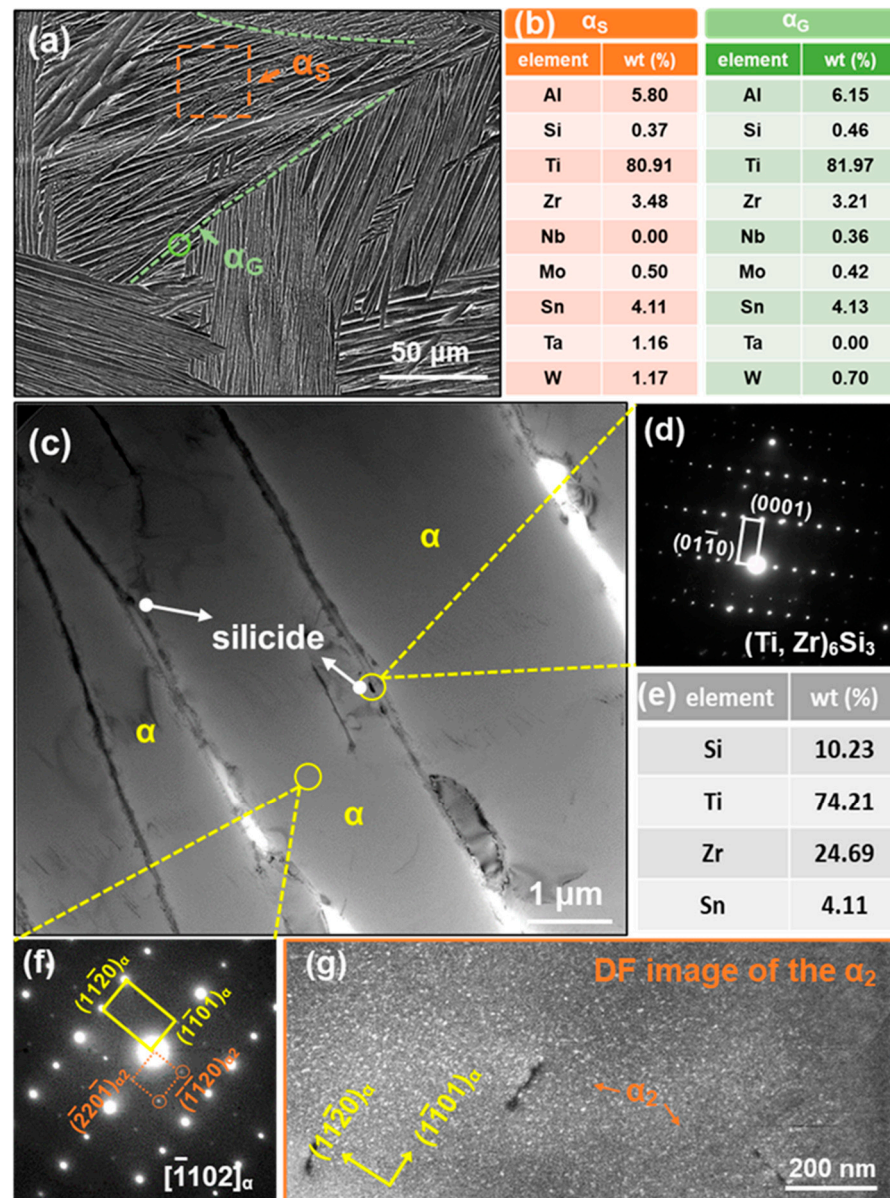 (a)
αS
αG
50 μm
(b)
αS
element wt (%)
Al 5.80
Si 0.37
Ti 80.91
Zr 3.48
Nb 0.00
Mo 0.50
Sn 4.11
Ta 1.16
W 1.17
αG
element wt (%)
Al 6.15
Si 0.46
Ti 81.97
Zr 3.21
Nb 0.36
Mo 0.42
Sn 4.13
Ta 0.00
W 0.70
(c)
α
silicide
α
α
1 μm
(d)
(0001)
(011̄0)
(Ti, Zr)6Si3
(e) element wt (%)
Si 10.23
Ti 74.21
Zr 24.69
Sn 4.11
(f)
(112̄0)α
(11̄01)α
(2̄201̄)α2
(1̄1̄20)α2
[1̄102]α
(g)
DF image of the α2
α2
(112̄0)α
(11̄01)α
200 nm